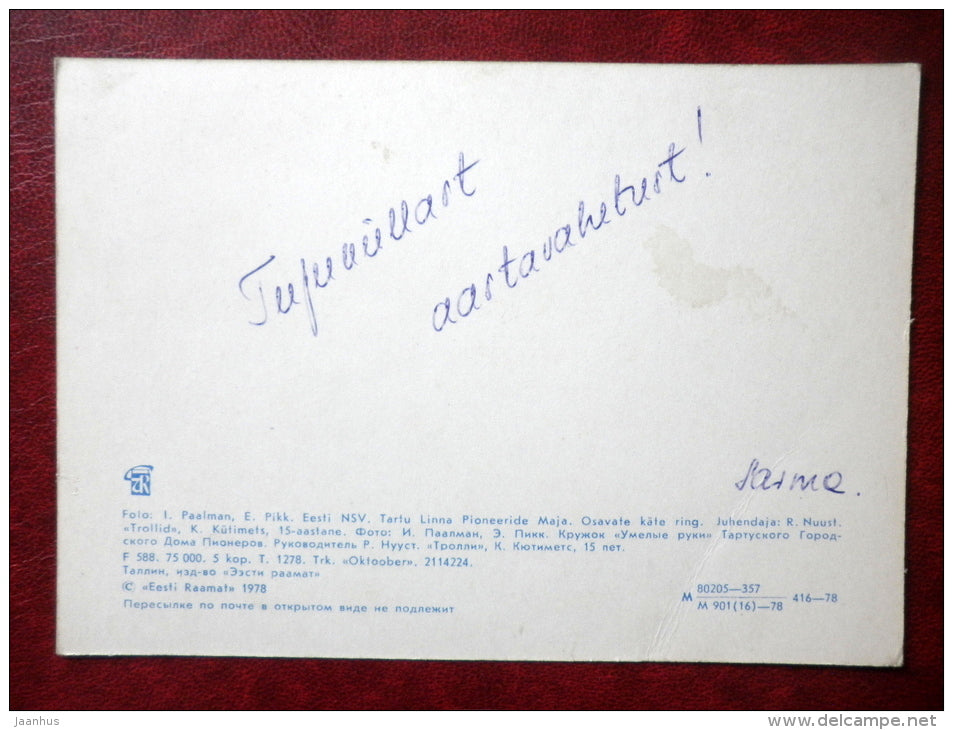 Tujuküllast
aastavahetust!
Saima.
ER
Foto: I. Paalman, E. Pikk. Eesti NSV. Tartu Linna Pioneeride Maja. Osavate käte ring. Juhendaja: R. Nuust.
«Trollid», K. Kütimets, 15-aastane. Фото: И. Паалман, Э. Пикк. Кружок «Умелые руки» Тартуского Город-
ского Дома Пионеров. Руководитель Р. Нууст. «Тролли», К. Кютиметс, 15 лет.
F 588. 75 000. 5 kop. T. 1278. Trk. «Oktoober». 2114224.
Таллин, изд-во «Ээсти раамат»
© «Eesti Raamat» 1978
Пересылке по почте в открытом виде не подлежит
М 80205—357
М 901(16)—78 416—78
jaanhus
www.delcampe.net